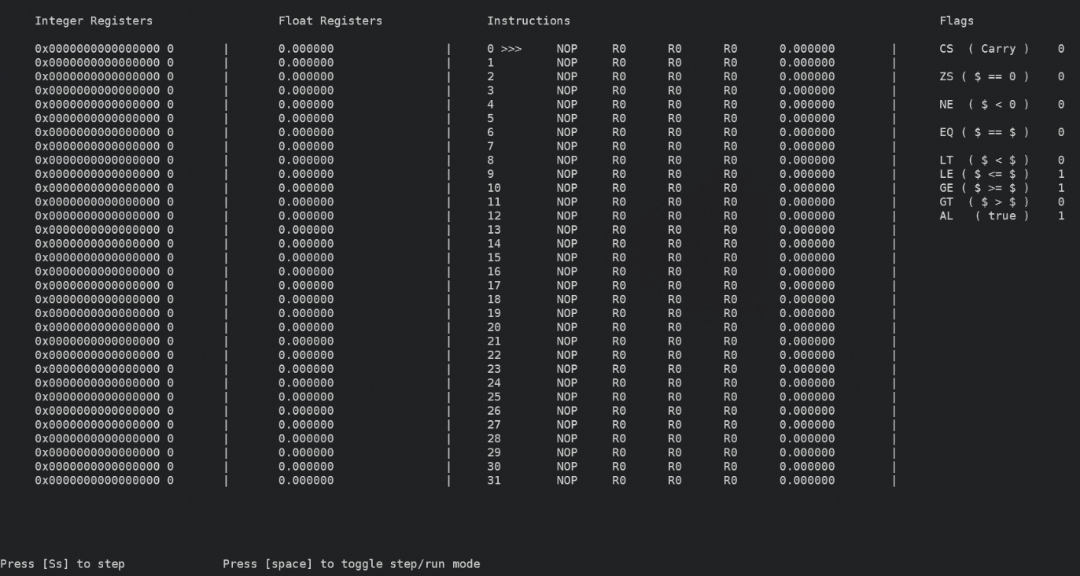 Integer Registers Float Registers Instructions Flags
0x0000000000000000 0 | 0.000000 | 0 >>> NOP R0 R0 R0 0.000000 | CS ( Carry ) 0
0x0000000000000000 0 | 0.000000 | 1 NOP R0 R0 R0 0.000000 |
0x0000000000000000 0 | 0.000000 | 2 NOP R0 R0 R0 0.000000 | ZS ( $ == 0 ) 0
0x0000000000000000 0 | 0.000000 | 3 NOP R0 R0 R0 0.000000 |
0x0000000000000000 0 | 0.000000 | 4 NOP R0 R0 R0 0.000000 | NE ( $ < 0 ) 0
0x0000000000000000 0 | 0.000000 | 5 NOP R0 R0 R0 0.000000 |
0x0000000000000000 0 | 0.000000 | 6 NOP R0 R0 R0 0.000000 | EQ ( $ == $ ) 0
0x0000000000000000 0 | 0.000000 | 7 NOP R0 R0 R0 0.000000 |
0x0000000000000000 0 | 0.000000 | 8 NOP R0 R0 R0 0.000000 | LT ( $ < $ ) 0
0x0000000000000000 0 | 0.000000 | 9 NOP R0 R0 R0 0.000000 | LE ( $ <= $ ) 1
0x0000000000000000 0 | 0.000000 | 10 NOP R0 R0 R0 0.000000 | GE ( $ >= $ ) 1
0x0000000000000000 0 | 0.000000 | 11 NOP R0 R0 R0 0.000000 | GT ( $ > $ ) 0
0x0000000000000000 0 | 0.000000 | 12 NOP R0 R0 R0 0.000000 | AL ( true ) 1
0x0000000000000000 0 | 0.000000 | 13 NOP R0 R0 R0 0.000000 |
0x0000000000000000 0 | 0.000000 | 14 NOP R0 R0 R0 0.000000 |
0x0000000000000000 0 | 0.000000 | 15 NOP R0 R0 R0 0.000000 |
0x0000000000000000 0 | 0.000000 | 16 NOP R0 R0 R0 0.000000 |
0x0000000000000000 0 | 0.000000 | 17 NOP R0 R0 R0 0.000000 |
0x0000000000000000 0 | 0.000000 | 18 NOP R0 R0 R0 0.000000 |
0x0000000000000000 0 | 0.000000 | 19 NOP R0 R0 R0 0.000000 |
0x0000000000000000 0 | 0.000000 | 20 NOP R0 R0 R0 0.000000 |
0x0000000000000000 0 | 0.000000 | 21 NOP R0 R0 R0 0.000000 |
0x0000000000000000 0 | 0.000000 | 22 NOP R0 R0 R0 0.000000 |
0x0000000000000000 0 | 0.000000 | 23 NOP R0 R0 R0 0.000000 |
0x0000000000000000 0 | 0.000000 | 24 NOP R0 R0 R0 0.000000 |
0x0000000000000000 0 | 0.000000 | 25 NOP R0 R0 R0 0.000000 |
0x0000000000000000 0 | 0.000000 | 26 NOP R0 R0 R0 0.000000 |
0x0000000000000000 0 | 0.000000 | 27 NOP R0 R0 R0 0.000000 |
0x0000000000000000 0 | 0.000000 | 28 NOP R0 R0 R0 0.000000 |
0x0000000000000000 0 | 0.000000 | 29 NOP R0 R0 R0 0.000000 |
0x0000000000000000 0 | 0.000000 | 30 NOP R0 R0 R0 0.000000 |
0x0000000000000000 0 | 0.000000 | 31 NOP R0 R0 R0 0.000000 |
Press [Ss] to step Press [space] to toggle step/run mode